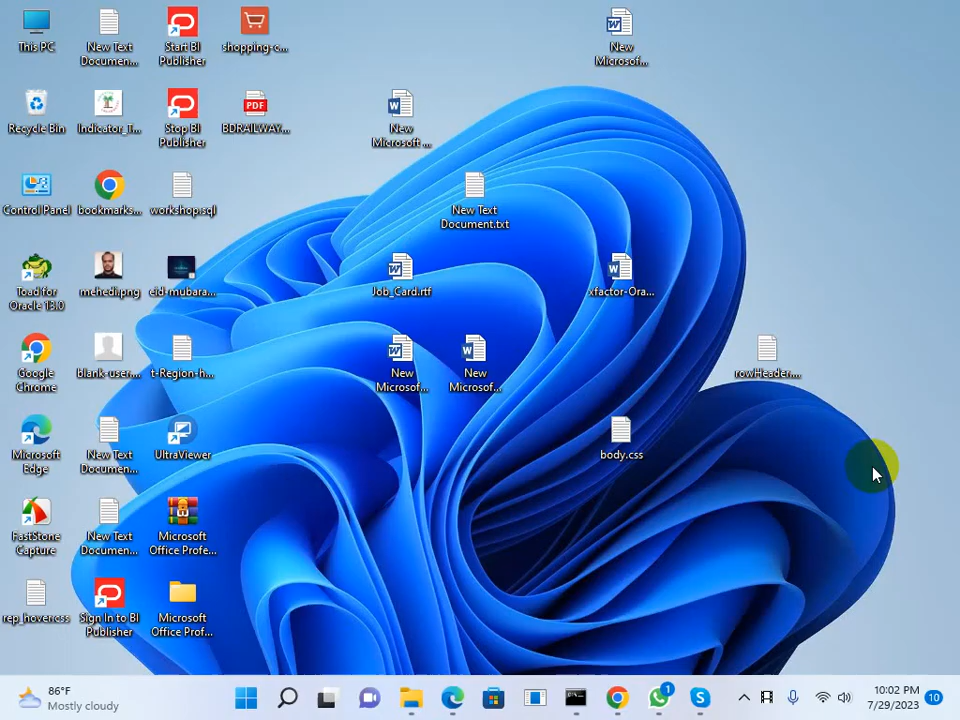 This PC
New Text
Documen...
Start BI
Publisher
shopping-c...
New
Microsof...
Recycle Bin
Indicator_T...
Stop BI
Publisher
PDF
BDRAILWAY...
New
Microsoft ...
Control Panel
bookmarks...
workshop.sql
New Text
Document.txt
Toad for
Oracle 13.0
mehedi.png
eid-mubara...
Job_Card.rtf
xfactor-Ora...
Google
Chrome
blank-user...
t-Region-h...
New
Microsof...
New
Microsof...
rowHeader....
Microsoft
Edge
New Text
Documen...
UltraViewer
body.css
FastStone
Capture
New Text
Documen...
Microsoft
Office Profe...
rep_hover.css
Sign In to BI
Publisher
Microsoft
Office Prof...
86°F
Mostly cloudy
1
10:02 PM
7/29/2023
10